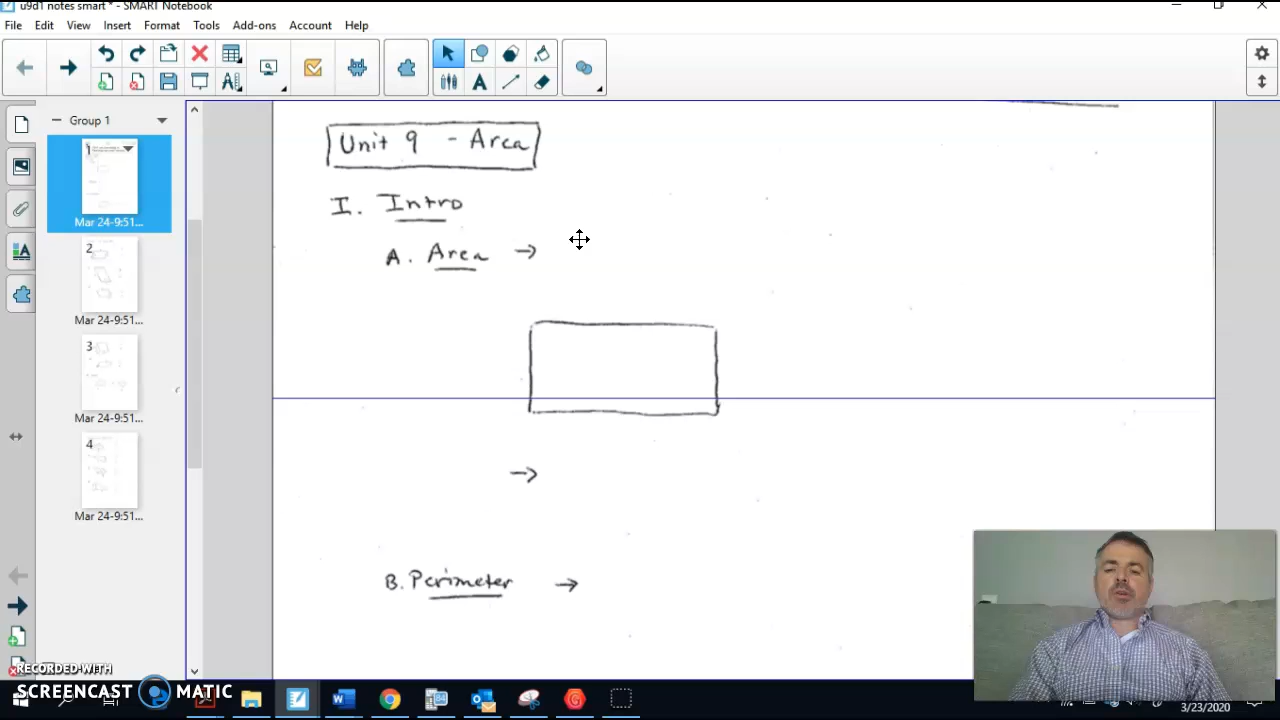 u9d1 notes smart * - SMART Notebook
File Edit View Insert Format Tools Add-ons Account Help
Group 1
1
Mar 24-9:51...
2
Mar 24-9:51...
3
Mar 24-9:51...
4
Mar 24-9:51...
Unit 9 - Area
I. Intro
A. Area →
→
B. Perimeter →
RECORDED WITH
SCREENCAST MATIC
3/23/2020